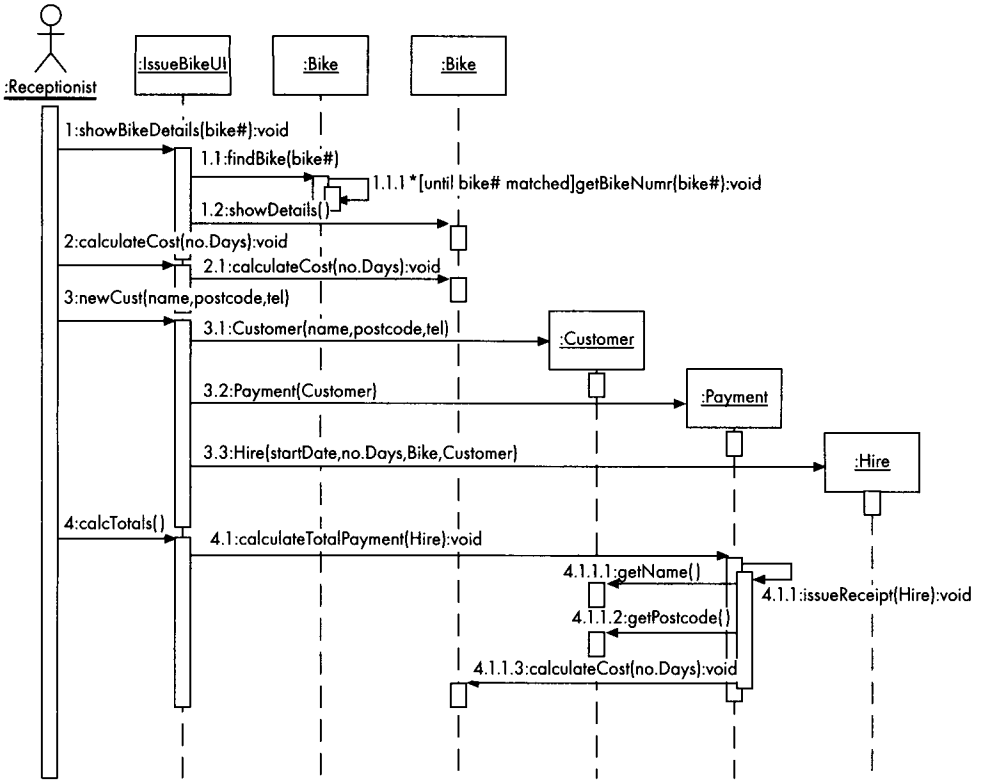 :Receptionist
:IssueBikeUI
:Bike
:Bike
1:showBikeDetails(bike#):void
1.1:findBike(bike#)
1.1.1 *[until bike# matched]getBikeNumr(bike#):void
1.2:showDetails()
2:calculateCost(no.Days):void
2.1:calculateCost(no.Days):void
3:newCust(name,postcode,tel)
3.1:Customer(name,postcode,tel)
:Customer
3.2:Payment(Customer)
:Payment
3.3:Hire(startDate,no.Days,Bike,Customer)
:Hire
4:calcTotals()
4.1:calculateTotalPayment(Hire):void
4.1.1.1:getName()
4.1.1:issueReceipt(Hire):void
4.1.1.2:getPostcode()
4.1.1.3:calculateCost(no.Days):void